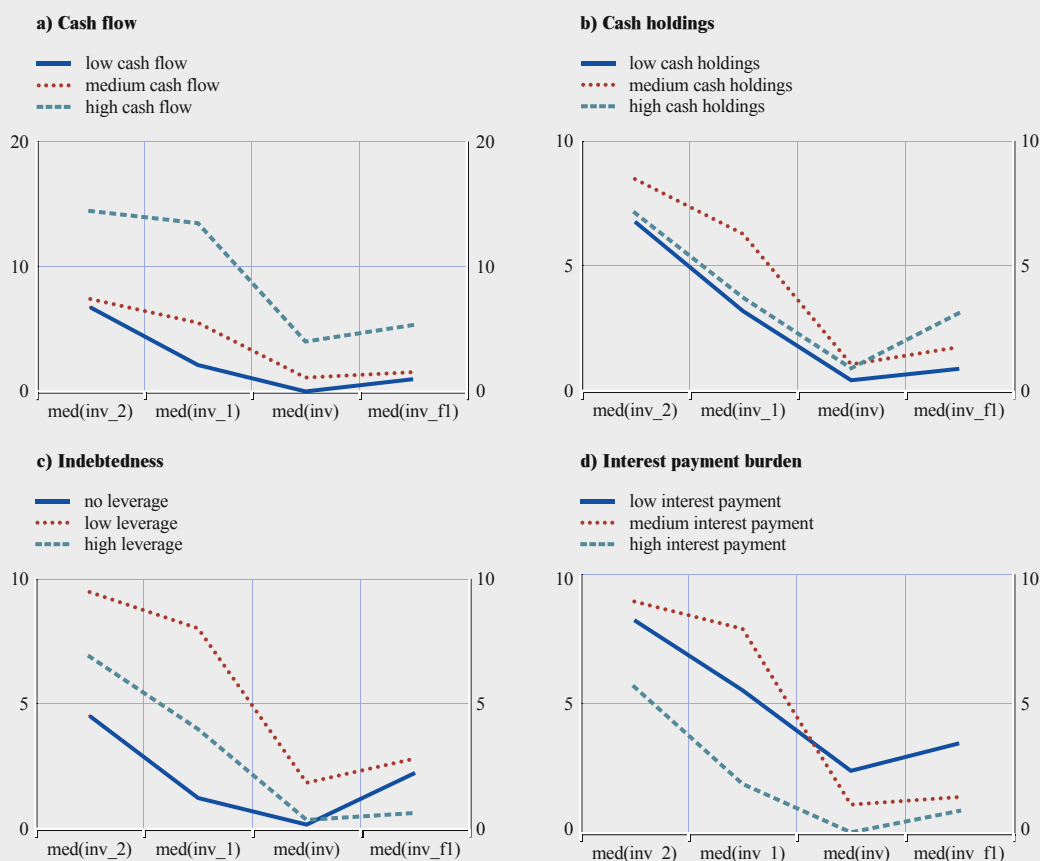 a) Cash flow
low cash flow
medium cash flow
high cash flow
20 20
10 10
0 0
med(inv_2) med(inv_1) med(inv) med(inv_f1)
b) Cash holdings
low cash holdings
medium cash holdings
high cash holdings
10 10
5 5
0 0
med(inv_2) med(inv_1) med(inv) med(inv_f1)
c) Indebtedness
no leverage
low leverage
high leverage
10 10
5 5
0 0
med(inv_2) med(inv_1) med(inv) med(inv_f1)
d) Interest payment burden
low interest payment
medium interest payment
high interest payment
10 10
5 5
0 0
med(inv_2) med(inv_1) med(inv) med(inv_f1)